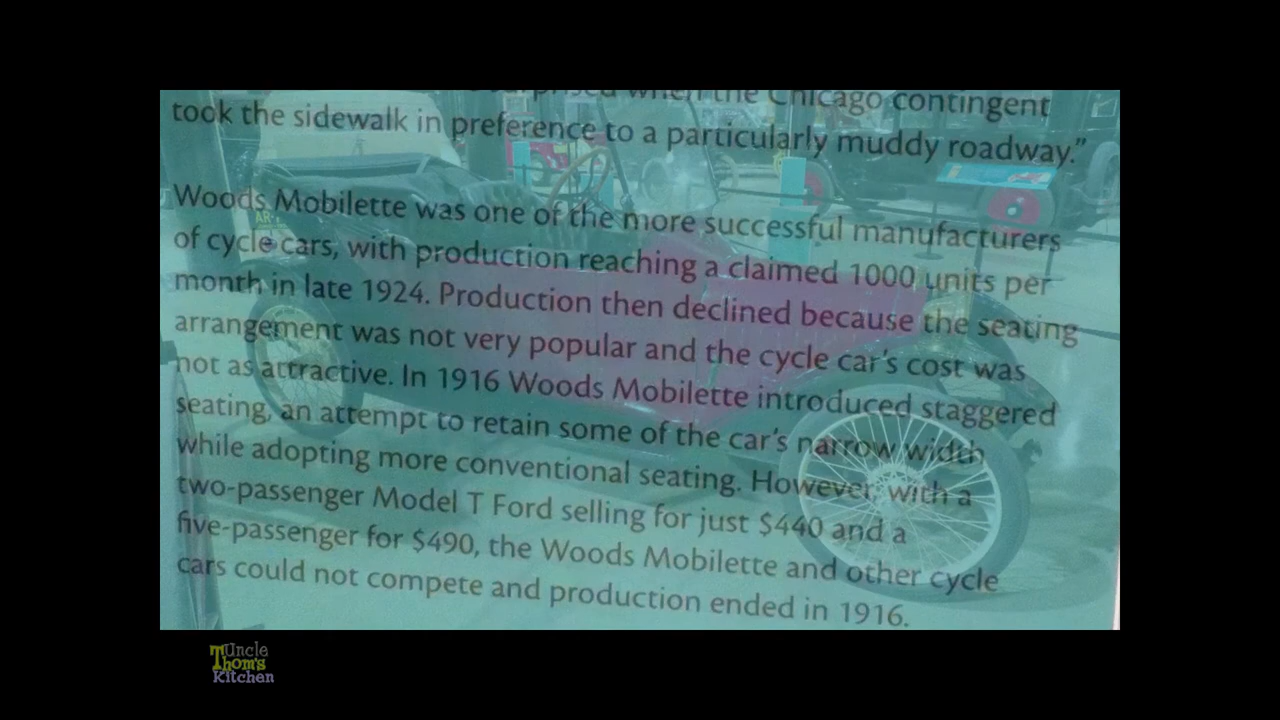 surprised when the Chicago contingent
took the sidewalk in preference to a particularly muddy roadway.”
Woods Mobilette was one of the more successful manufacturers
of cycle cars, with production reaching a claimed 1000 units per
month in late 1924. Production then declined because the seating
arrangement was not very popular and the cycle car's cost was
not as attractive. In 1916 Woods Mobilette introduced staggered
seating, an attempt to retain some of the car's narrow width
while adopting more conventional seating. However, with a
two-passenger Model T Ford selling for just $440 and a
five-passenger for $490, the Woods Mobilette and other cycle
cars could not compete and production ended in 1916.
Uncle
Thom's
Kitchen